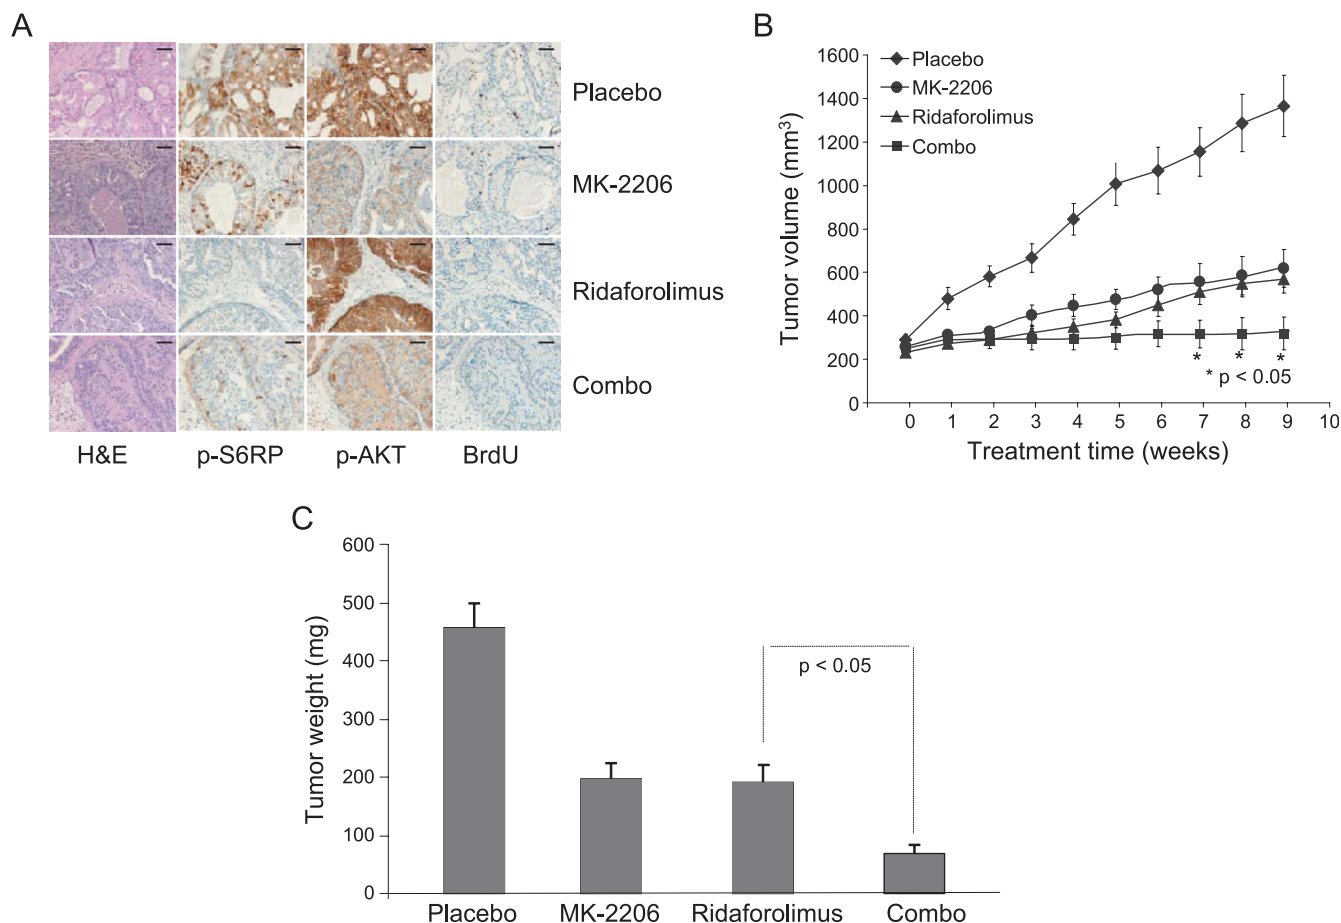 A
Placebo
MK-2206
Ridaforolimus
Combo
H&E p-S6RP p-AKT BrdU
B
Tumor volume (mm³)
1600
1400
1200
1000
800
600
400
200
0
Placebo
MK-2206
Ridaforolimus
Combo
* * *
* p < 0.05
0 1 2 3 4 5 6 7 8 9 10
Treatment time (weeks)
C
Tumor weight (mg)
600
500
400
300
200
100
0
p < 0.05
Placebo MK-2206 Ridaforolimus Combo